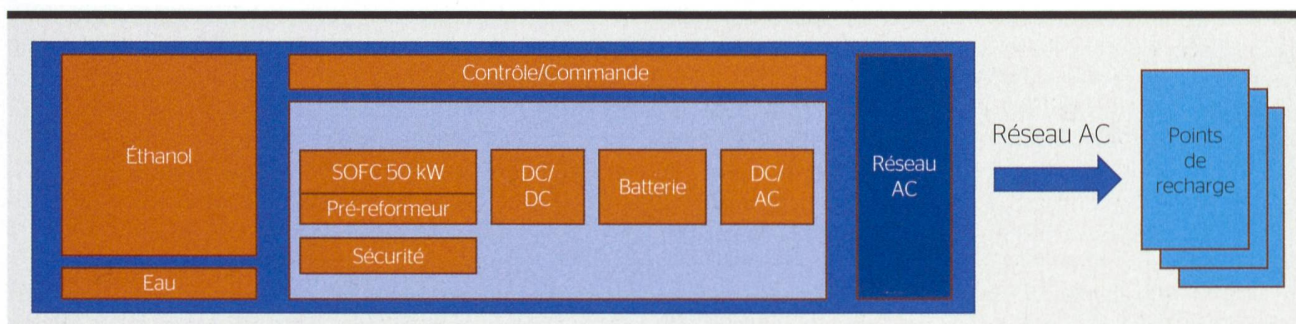 Éthanol
Eau
Contrôle/Commande
SOFC 50 kW
Pré-reformeur
Sécurité
DC/
DC
Batterie
DC/
AC
Réseau
AC
Réseau AC
Points
de
recharge